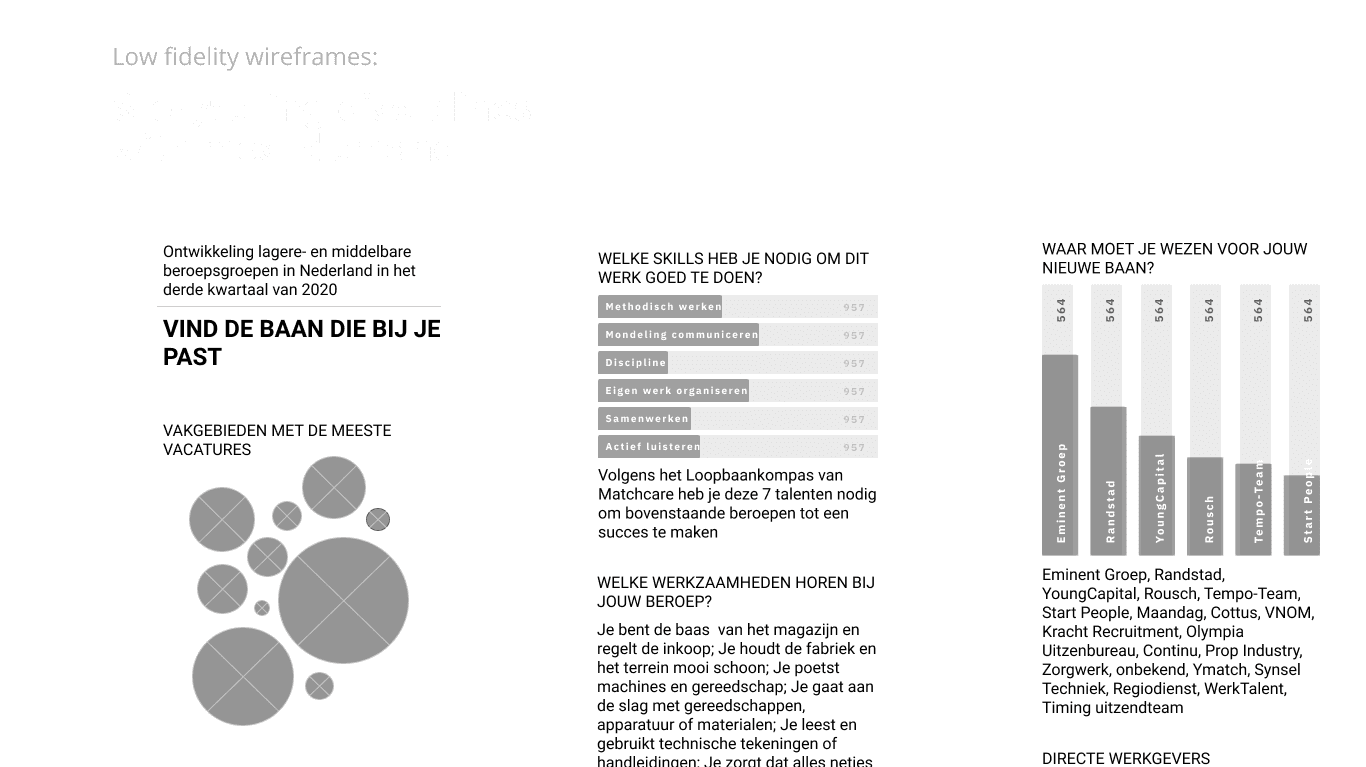 Low fidelity wireframes:
Ontwikkeling lagere- en middelbare
beroepsgroepen in Nederland in het
derde kwartaal van 2020
VIND DE BAAN DIE BIJ JE
PAST
VAKGEBIEDEN MET DE MEESTE
VACATURES
WELKE SKILLS HEB JE NODIG OM DIT
WERK GOED TE DOEN?
Methodisch werken 957
Mondeling communiceren 957
Discipline 957
Eigen werk organiseren 957
Samenwerken 957
Actief luisteren 957
Volgens het Loopbaankompas van
Matchcare heb je deze 7 talenten nodig
om bovenstaande beroepen tot een
succes te maken
WELKE WERKZAAMHEDEN HOREN BIJ
JOUW BEROEP?
Je bent de baas  van het magazijn en
regelt de inkoop; Je houdt de fabriek en
het terrein mooi schoon; Je poetst
machines en gereedschap; Je gaat aan
de slag met gereedschappen,
apparatuur of materialen; Je leest en
gebruikt technische tekeningen of
handleidingen; Je zorgt dat alles netjes
WAAR MOET JE WEZEN VOOR JOUW
NIEUWE BAAN?
564
564
564
564
564
564
Eminent Groep
Randstad
YoungCapital
Rousch
Tempo-Team
Start People
Eminent Groep, Randstad,
YoungCapital, Rousch, Tempo-Team,
Start People, Maandag, Cottus, VNOM,
Kracht Recruitment, Olympia
Uitzenbureau, Continu, Prop Industry,
Zorgwerk, onbekend, Ymatch, Synsel
Techniek, Regiodienst, WerkTalent,
Timing uitzendteam
DIRECTE WERKGEVERS